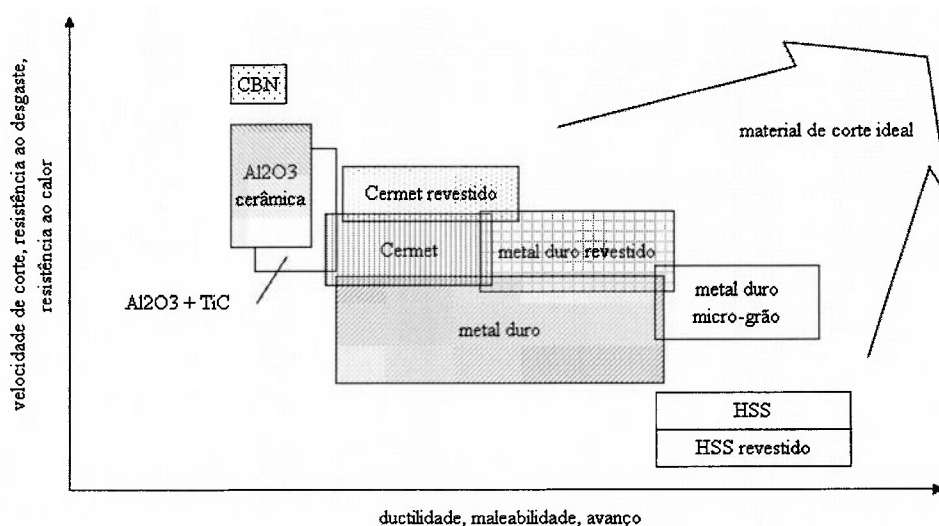 velocidade de corte, resistência ao desgaste,
resistência ao calor
CBN
material de corte ideal
Al2O3
cerâmica
Cermet revestido
Cermet
metal duro revestido
Al2O3 + TiC
metal duro
micro-grão
metal duro
HSS
HSS revestido
ductilidade, maleabilidade, avanço